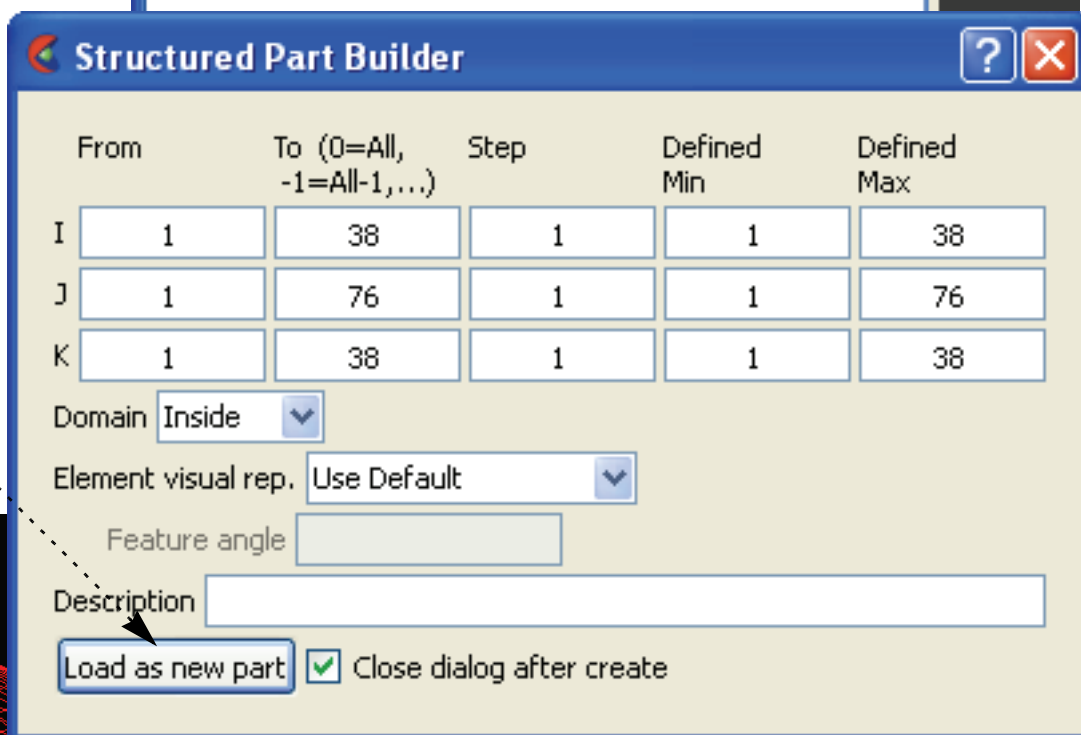 Structured Part Builder ?
From To (0=All, Step Defined Defined
-1=All-1,...) Min Max
I 1 38 1 1 38
J 1 76 1 1 76
K 1 38 1 1 38
Domain Inside
Element visual rep. Use Default
Feature angle
Description
Load as new part Close dialog after create